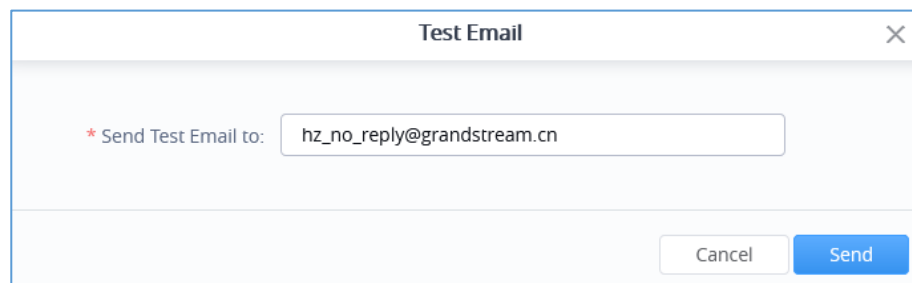 Test Email
* Send Test Email to: hz_no_reply@grandstream.cn
Cancel Send